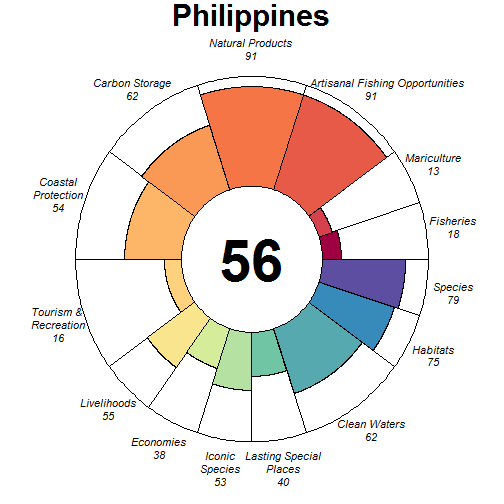 Philippines
Natural Products
91
Artisanal Fishing Opportunities
91
Mariculture
13
Fisheries
18
Species
79
Habitats
75
Clean Waters
62
Lasting Special
Places
40
Iconic
Species
53
Economies
38
Livelihoods
55
Tourism &
Recreation
16
Coastal
Protection
54
Carbon Storage
62
56